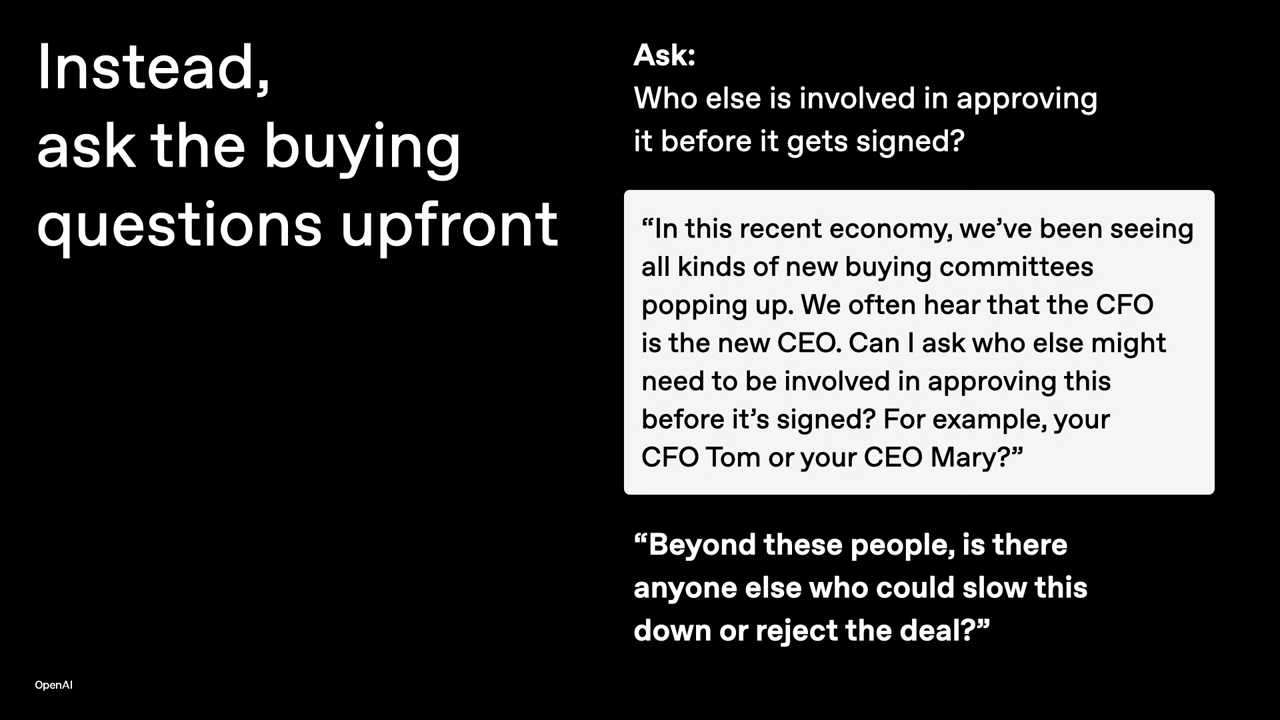 Instead,
ask the buying
questions upfront
Ask:
Who else is involved in approving
it before it gets signed?
“In this recent economy, we’ve been seeing
all kinds of new buying committees
popping up. We often hear that the CFO
is the new CEO. Can I ask who else might
need to be involved in approving this
before it’s signed? For example, your
CFO Tom or your CEO Mary?”
“Beyond these people, is there
anyone else who could slow this
down or reject the deal?”
OpenAI